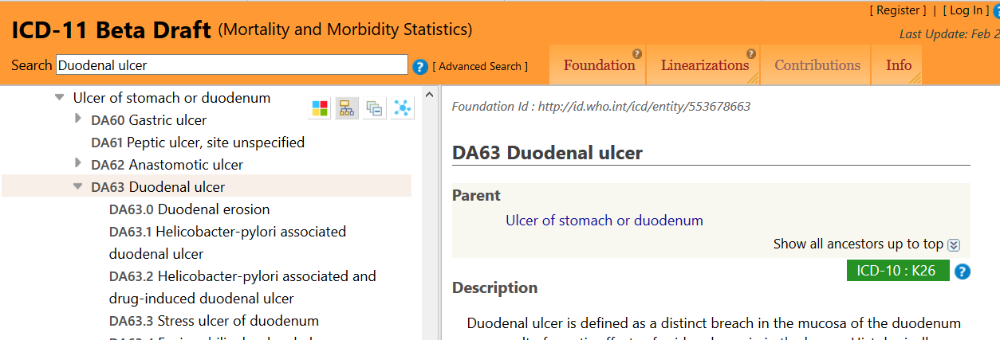 [ Register ] | [ Log In ]
ICD-11 Beta Draft (Mortality and Morbidity Statistics)
Last Update: Feb 2
Search Duodenal ulcer ? [ Advanced Search ]
Foundation ? Linearizations ? Contributions Info
Ulcer of stomach or duodenum
DA60 Gastric ulcer
DA61 Peptic ulcer, site unspecified
DA62 Anastomotic ulcer
DA63 Duodenal ulcer
DA63.0 Duodenal erosion
DA63.1 Helicobacter-pylori associated
duodenal ulcer
DA63.2 Helicobacter-pylori associated and
drug-induced duodenal ulcer
DA63.3 Stress ulcer of duodenum
Foundation Id : http://id.who.int/icd/entity/553678663
DA63 Duodenal ulcer
Parent
Ulcer of stomach or duodenum
Show all ancestors up to top
ICD-10 : K26 ?
Description
Duodenal ulcer is defined as a distinct breach in the mucosa of the duodenum